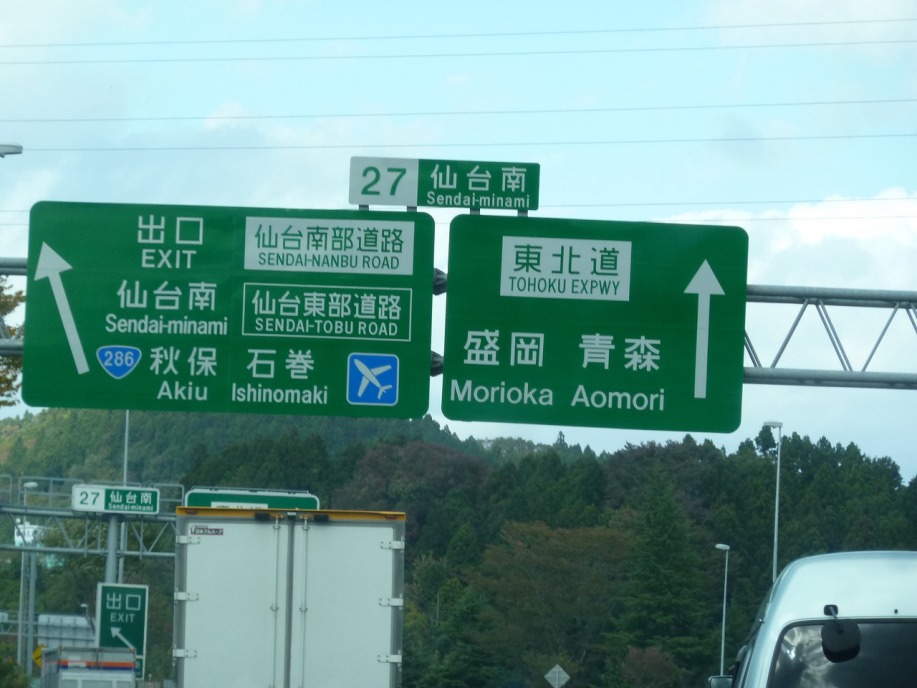 27 仙台南
Sendai-minami
出口
EXIT
仙台南
Sendai-minami
286 秋保
Akiu
仙台南部道路
SENDAI-NANBU ROAD
仙台東部道路
SENDAI-TOBU ROAD
石巻
Ishinomaki
東北道
TOHOKU EXPWY
盛岡 青森
Morioka Aomori
27 仙台南
Sendai-minami
出口
EXIT